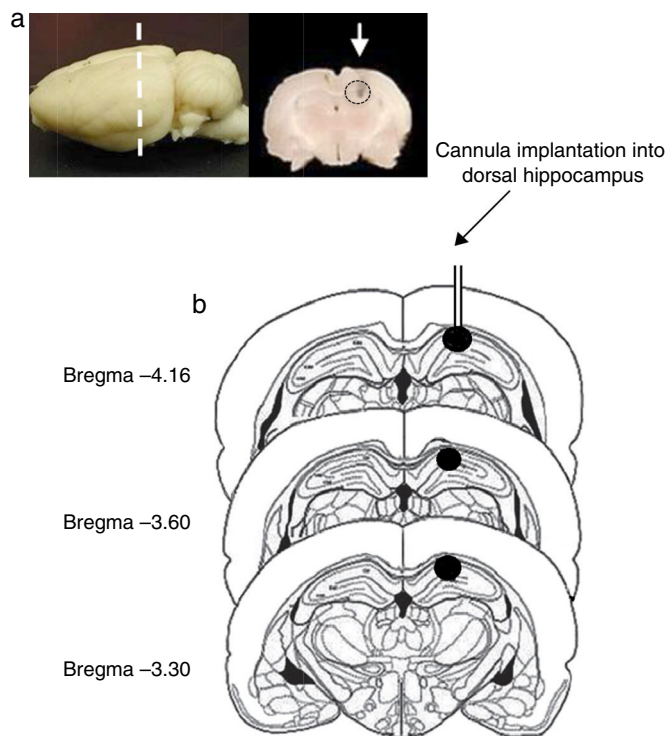 a
Cannula implantation into
dorsal hippocampus
b
Bregma –4.16
Bregma –3.60
Bregma –3.30